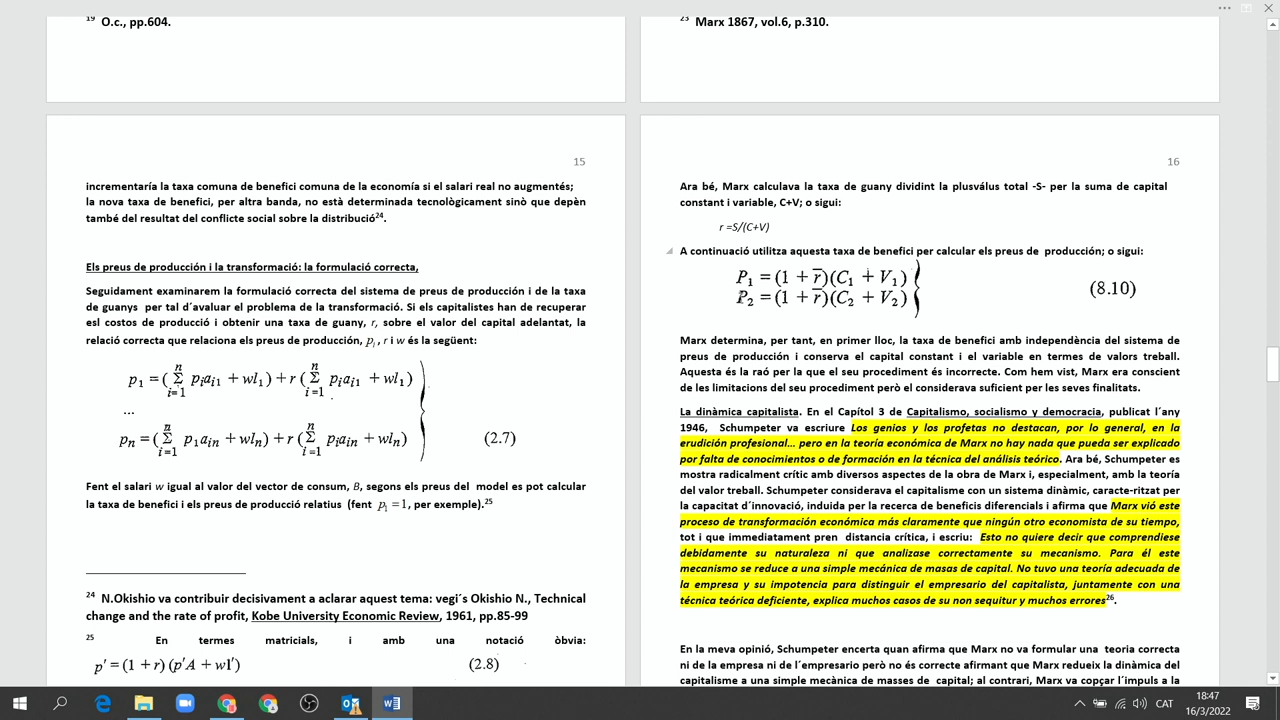 19 O.c., pp.604.
23 Marx 1867, vol.6, p.310.
15
incrementaría la taxa comuna de benefici comuna de la economía si el salari real no augmentés;
la nova taxa de benefici, per altra banda, no està determinada tecnològicament sinò que depèn
també del resultat del conflicte social sobre la distribució24.
Els preus de producción i la transformació: la formulació correcta,
Seguidament examinarem la formulació correcta del sistema de preus de producció i de la taxa
de guanys per tal d´avaluar el problema de la transformació. Si els capitalistes han de recuperar
esl costos de producció i obtenir una taxa de guany, r, sobre el valor del capital adelantat, la
relació correcta que relaciona els preus de producción, pi, r i w és la següent:
p1 = ( n Σ i=1 piai1 + wl1) + r ( n Σ i=1 piai1 + wl1)
...
pn = ( n Σ i=1 p1ain + wln) + r ( n Σ i=1 piain + wln) (2.7)
Fent el salari w igual al valor del vector de consum, B, segons els preus del model es pot calcular
la taxa de benefici i els preus de producció relatius (fent p1 = 1, per exemple).25
24 N.Okishio va contribuir decisivament a aclarar aquest tema: vegi´s Okishio N., Technical
change and the rate of profit, Kobe University Economic Review, 1961, pp.85-99
25 En termes matricials, i amb una notació òbvia:
p' = (1 + r) (p'A + wl') (2.8)
16
Ara bé, Marx calculava la taxa de guany dividint la plusválus total -S- per la suma de capital
constant i variable, C+V; o sigui:
r =S/(C+V)
A continuació utilitza aquesta taxa de benefici per calcular els preus de producció; o sigui:
P1 = (1 + r̅)(C1 + V1)
P2 = (1 + r̅)(C2 + V2) (8.10)
Marx determina, per tant, en primer lloc, la taxa de benefici amb independència del sistema de
preus de producció i conserva el capital constant i el variable en termes de valors treball.
Aquesta és la raó per la que el seu procediment és incorrecte. Com hem vist, Marx era conscient
de les limitacions del seu procediment però el considerava suficient per les seves finalitats.
La dinàmica capitalista. En el Capítol 3 de Capitalismo, socialismo y democracia, publicat l´any
1946, Schumpeter va escriure Los genios y los profetas no destacan, por lo general, en la
erudición profesional... pero en la teoría económica de Marx no hay nada que pueda ser explicado
por falta de conocimientos o de formación en la técnica del análisis teórico. Ara bé, Schumpeter es
mostra radicalment crític amb diversos aspectes de la obra de Marx i, especialment, amb la teoría
del valor treball. Schumpeter considerava el capitalisme con un sistema dinàmic, caracte-ritzat per
la capacitat d´innovació, induida per la recerca de beneficis diferencials i afirma que Marx vió este
proceso de transformación económica más claramente que ningún otro economista de su tiempo,
tot i que immediatament pren distancia crítica, i escriu: Esto no quiere decir que comprendiese
debidamente su naturaleza ni que analizase correctamente su mecanismo. Para él este
mecanismo se reduce a una simple mecánica de masas de capital. No tuvo una teoría adecuada de
la empresa y su impotencia para distinguir el empresario del capitalista, juntamente con una
técnica teórica deficiente, explica muchos casos de su non sequitur y muchos errores26.
En la meva opinió, Schumpeter encerta quan afirma que Marx no va formular una teoria correcta
ni de la empresa ni de l´empresario però no és correcte afirmant que Marx redueix la dinàmica del
capitalisme a una simple mecànica de masses de capital; al contrari, Marx va copçar l´impuls a la
CAT
18:47
16/3/2022